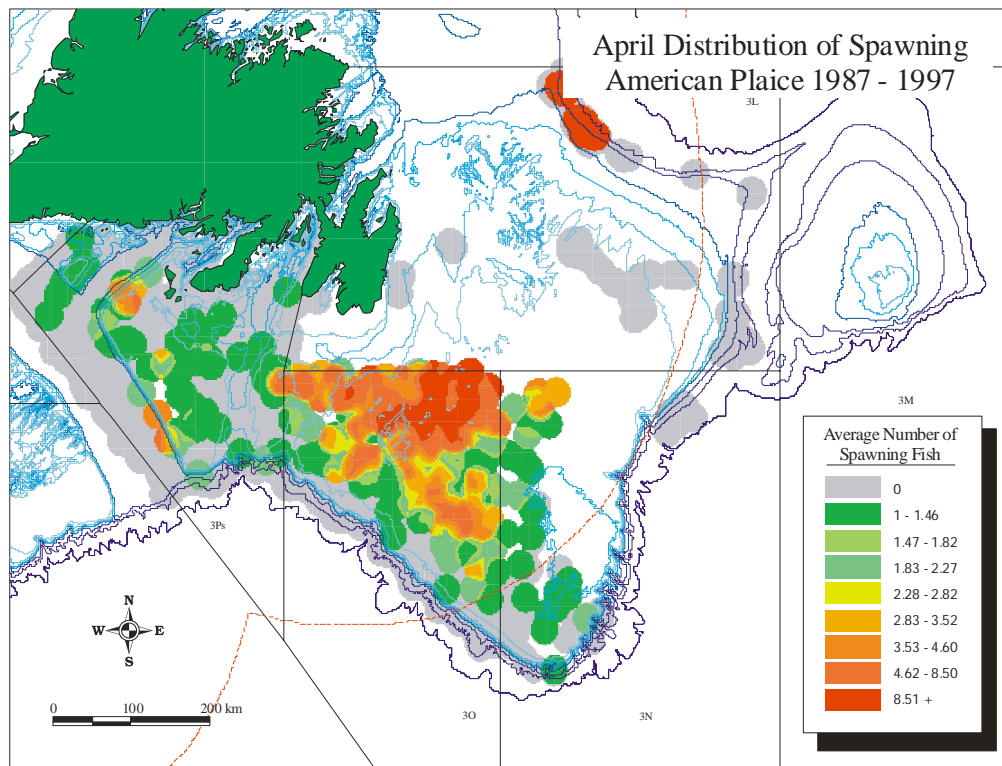 April Distribution of Spawning
American Plaice 1987 - 1997
3L
3M
Average Number of
Spawning Fish
0
1 - 1.46
1.47 - 1.82
1.83 - 2.27
2.28 - 2.82
2.83 - 3.52
3.53 - 4.60
4.62 - 8.50
8.51 +
3Ps
N
W E
S
0 100 200 km
3O
3N